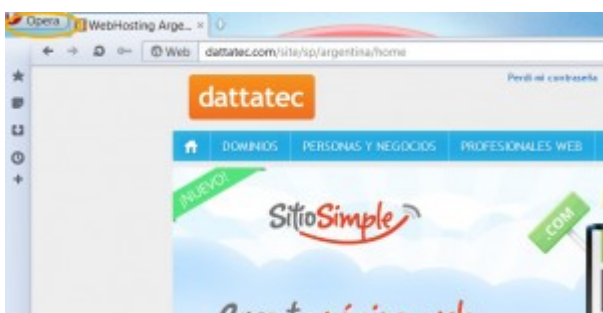 Opera
WebHosting Arge...
Web dattatec.com/site/sp/argentina/home
Perdí mi contraseña
dattatec
DOMINIOS PERSONAS Y NEGOCIOS PROFESIONALES WEB
¡NUEVO!
SitioSimple
.COM